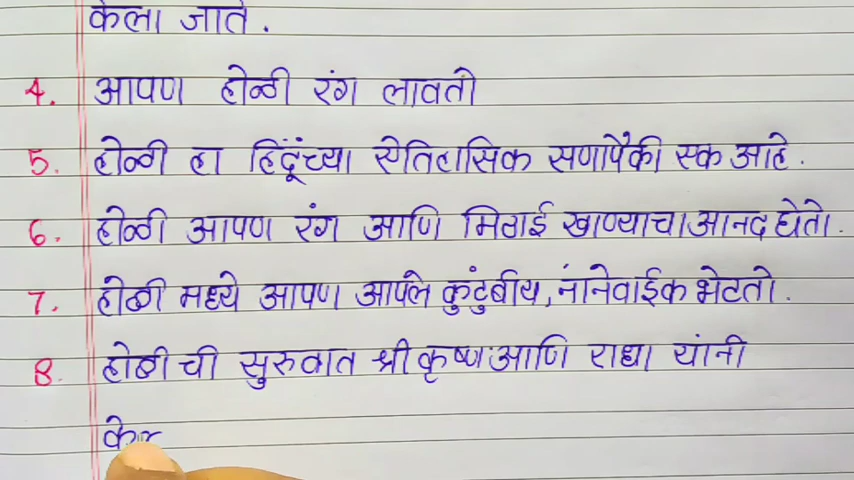 केला जाते.
4. आपण होळी रंग लावतो
5. होळी हा हिंदूंच्या ऐतिहासिक सणापैकी एक आहे.
6. होळी आपण रंग आणि मिठाई खाण्याचा आनद घेतो.
7. होळी मध्ये आपण आपले कुटुंबीय, नानेवाईक भेटतो.
8. होळी ची सुरुवात श्री कृष्ण आणि राधा यांनी